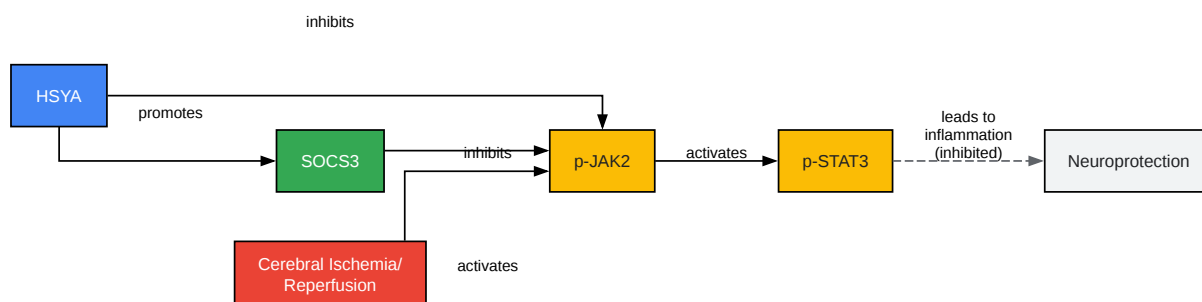 inhibits
HSYA
promotes
SOCS3
inhibits
p-JAK2
activates
p-STAT3
leads to
inflammation
(inhibited)
Neuroprotection
Cerebral Ischemia/
Reperfusion
activates